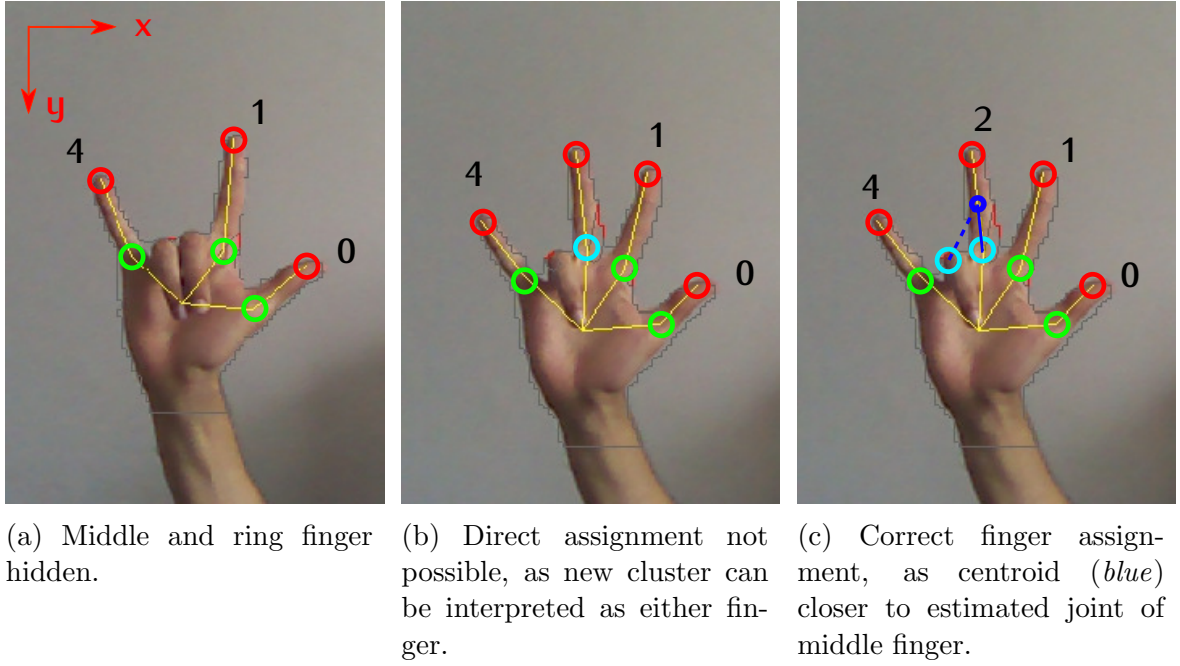 x
y
4
1
0
4
1
0
4
2
1
0
(a) Middle and ring finger
hidden.
(b) Direct assignment not
possible, as new cluster can
be interpreted as either fin-
ger.
(c) Correct finger assign-
ment, as centroid (blue)
closer to estimated joint of
middle finger.